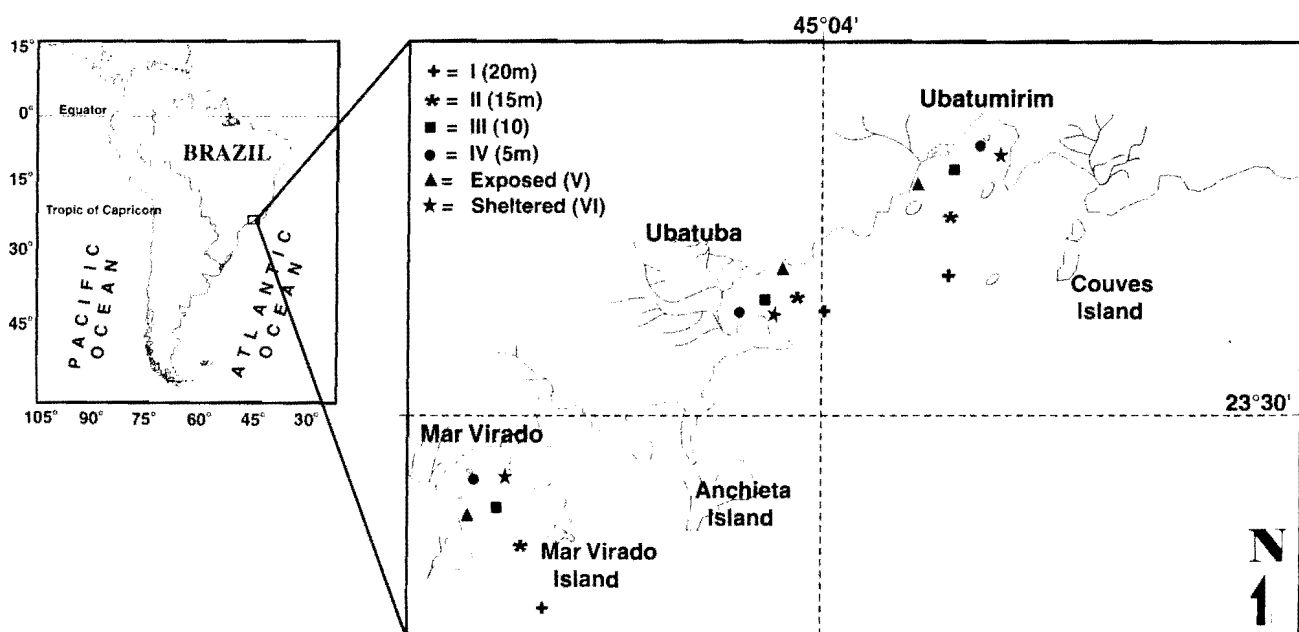 15°
Equator
0°
BRAZIL
15°
Tropic of Capricorn
30°
45°
PACIFIC
OCEAN
ATLANTIC
OCEAN
105° 90° 75° 60° 45° 30°
45°04'
+ = I (20m)
* = II (15m)
■ = III (10)
● = IV (5m)
▲ = Exposed (V)
★ = Sheltered (VI)
Ubatumirim
Ubatuba
Couves
Island
23°30'
Mar Virado
Anchieta
Island
Mar Virado
Island
N